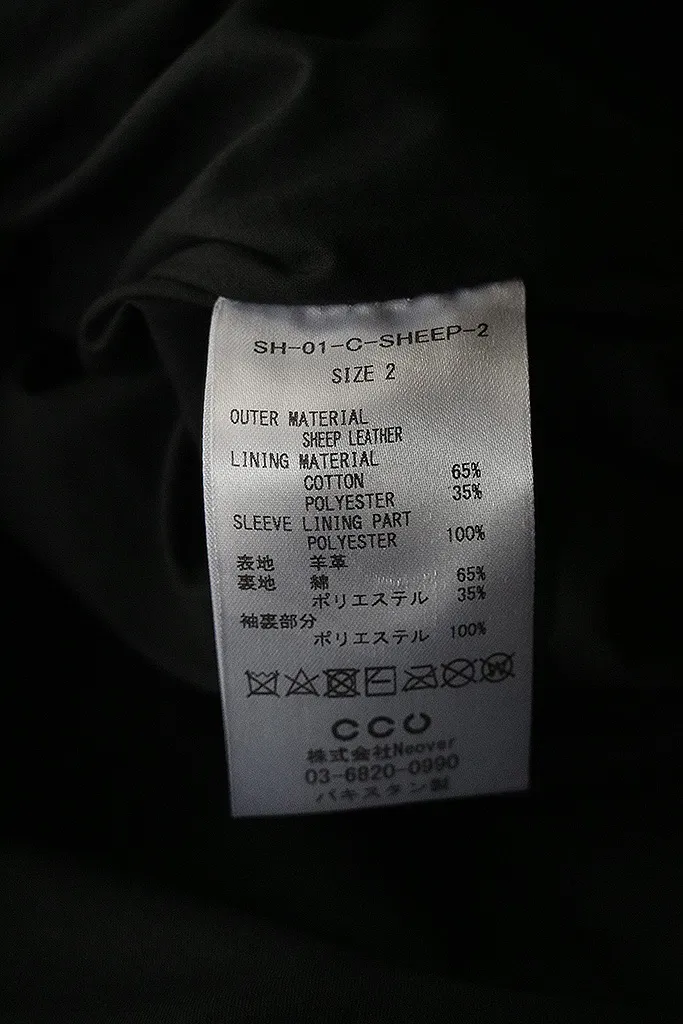 SH-01-C-SHEEP-2
SIZE 2
OUTER MATERIAL
SHEEP LEATHER
LINING MATERIAL
COTTON 65%
POLYESTER 35%
SLEEVE LINING PART
POLYESTER 100%
表地 羊革
裏地 綿 65%
ポリエステル 35%
袖裏部分
ポリエステル 100%
CCU
株式会社Neover
03-6820-0990
パキスタン製